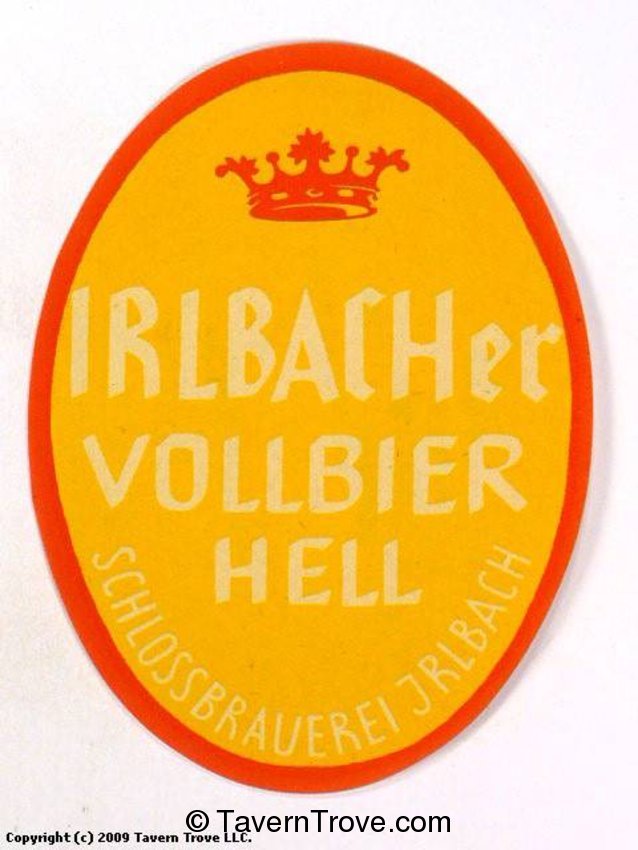 IRLBACHer
VOLLBIER
HELL
SCHLOSSBRAUEREI JRLBACH
© TavernTrove.com
Copyright (c) 2009 Tavern Trove LLC.